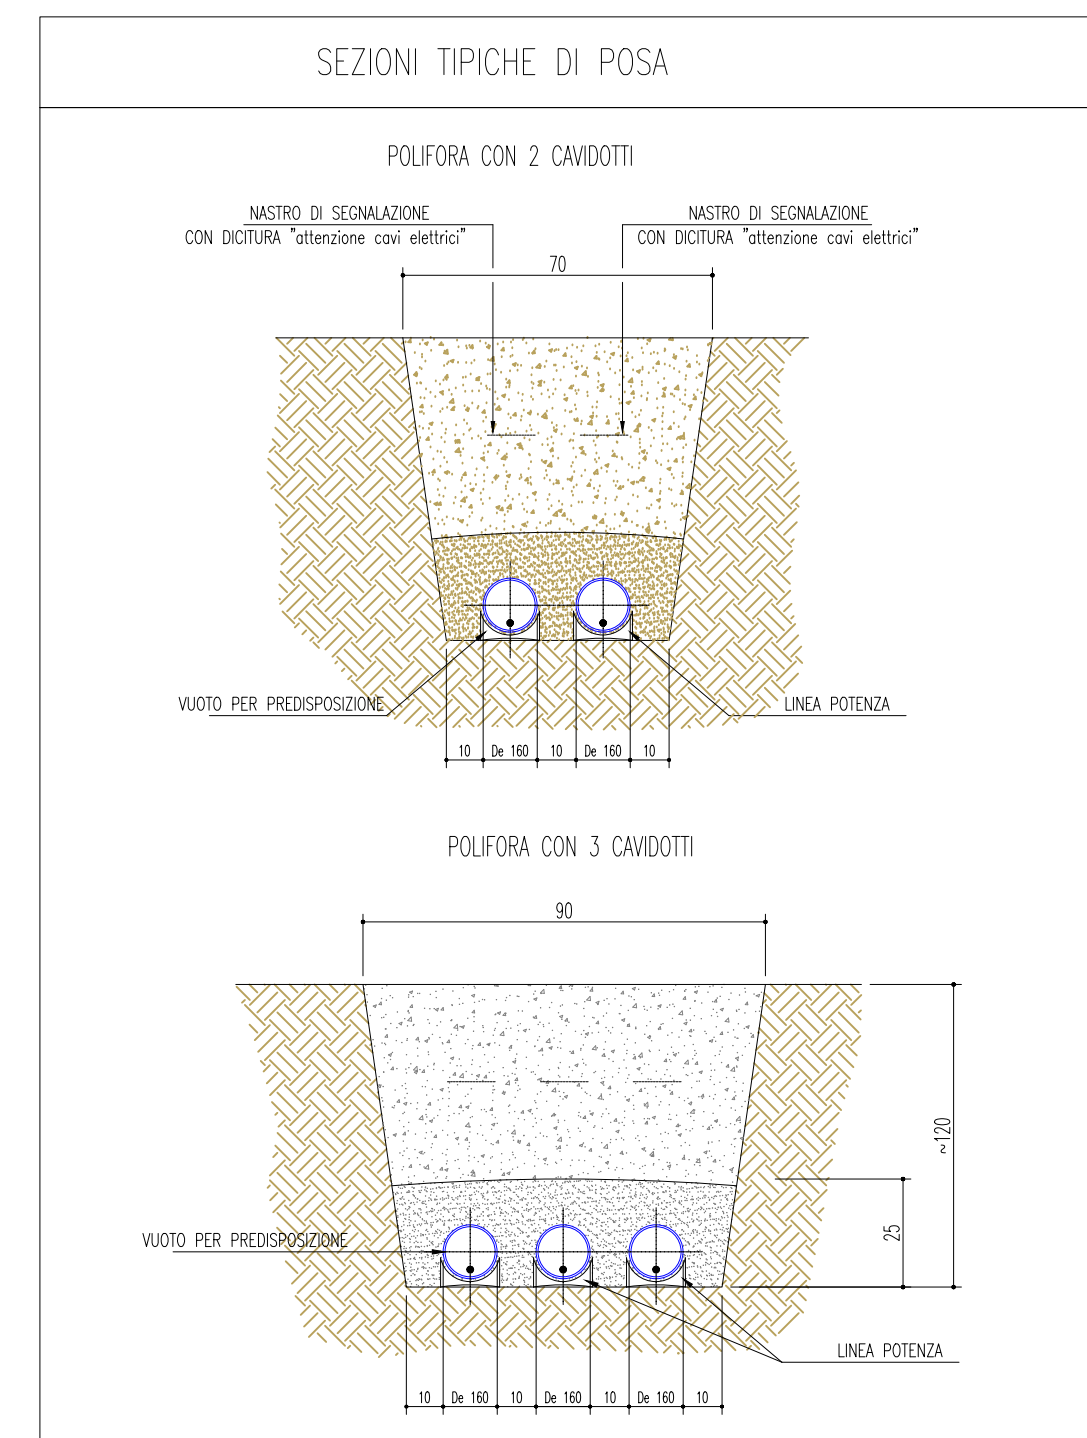 SEZIONI TIPICHE DI POSA
POLIFORA CON 2 CAVIDOTTI
NASTRO DI SEGNALAZIONE
CON DICITURA "attenzione cavi elettrici"
NASTRO DI SEGNALAZIONE
CON DICITURA "attenzione cavi elettrici"
70
VUOTO PER PREDISPOSIZIONE
LINEA POTENZA
10 De 160 10 De 160 10
POLIFORA CON 3 CAVIDOTTI
90
~120
25
VUOTO PER PREDISPOSIZIONE
LINEA POTENZA
10 De 160 10 De 160 10 De 160 10